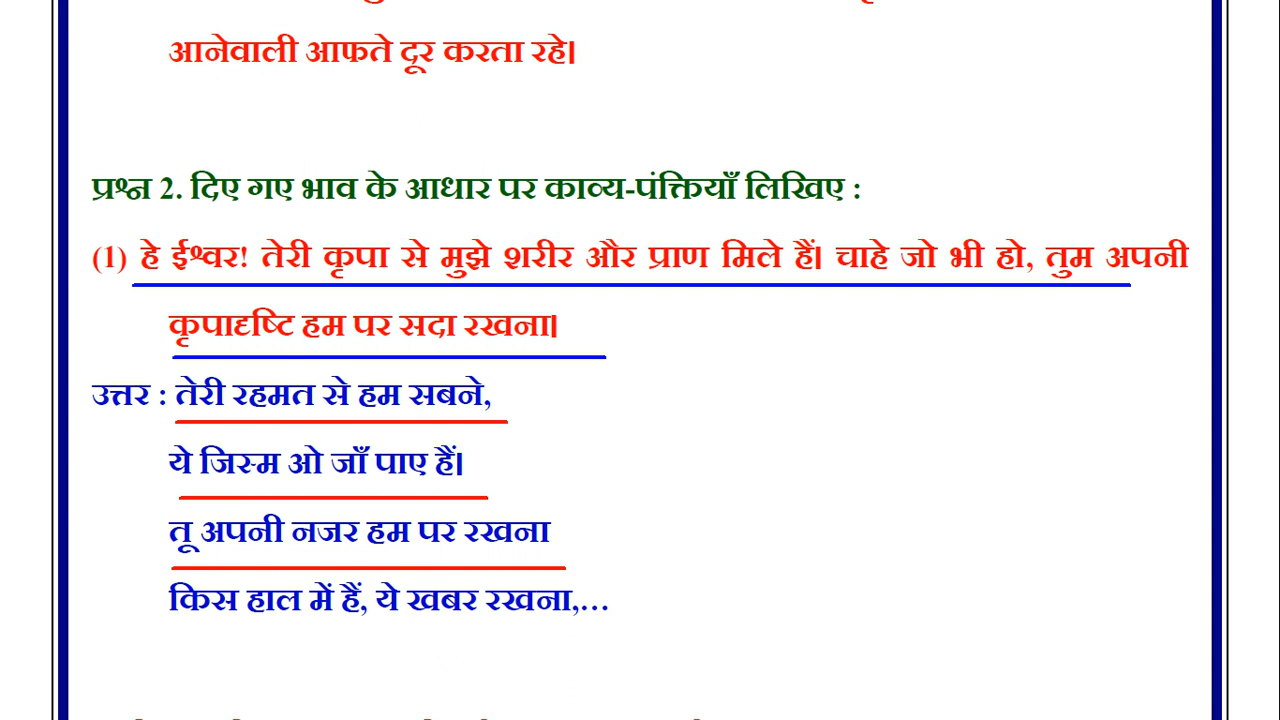 आनेवाली आफते दूर करता रहे।
प्रश्न 2. दिए गए भाव के आधार पर काव्य-पंक्तियाँ लिखिए :
(1) हे ईश्वर! तेरी कृपा से मुझे शरीर और प्राण मिले हैं। चाहे जो भी हो, तुम अपनी
कृपादृष्टि हम पर सदा रखना।
उत्तर : तेरी रहमत से हम सबने,
ये जिस्म ओ जाँ पाए हैं।
तू अपनी नजर हम पर रखना
किस हाल में हैं, ये खबर रखना,...